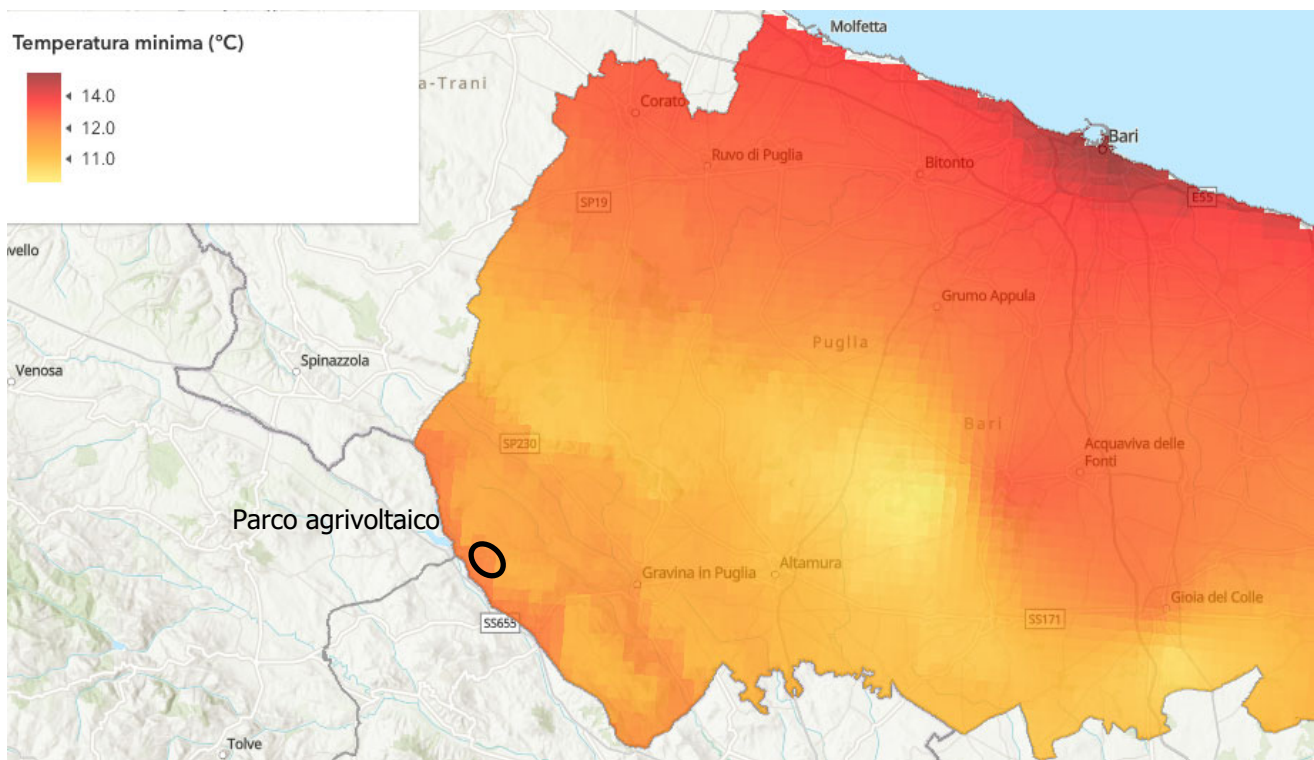 Temperatura minima (°C)
14.0
12.0
11.0
Molfetta
a-Trani
Corato
Bari
Ruvo di Puglia
Bitonto
SP19
E55
vello
Grumo Appula
Puglia
Spinazzola
Venosa
Bari
SP230
Acquaviva delle
Fonti
Parco agrivoltaico
Altamura
Gravina in Puglia
Gioia del Colle
SS655
SS171
Tolve